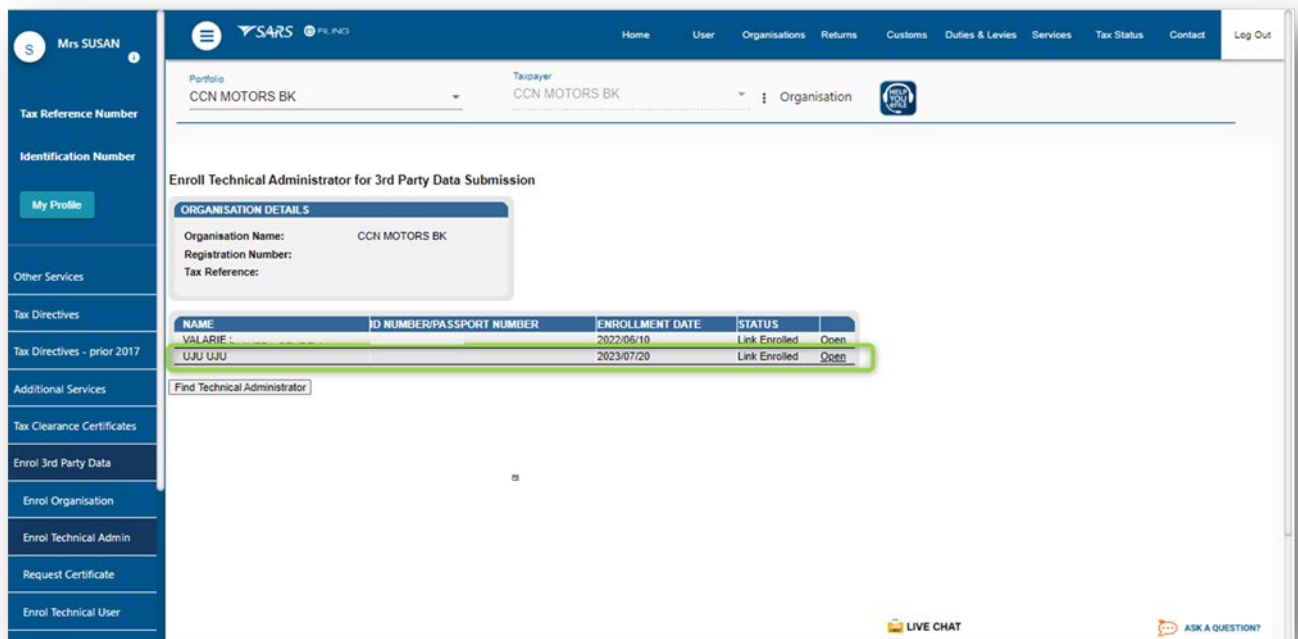 S
Mrs SUSAN
Tax Reference Number
Identification Number
My Profile
Other Services
Tax Directives
Tax Directives - prior 2017
Additional Services
Tax Clearance Certificates
Enrol 3rd Party Data
Enrol Organisation
Enrol Technical Admin
Request Certificate
Enrol Technical User
SARS eFILING
Home User Organisations Returns Customs Duties & Levies Services Tax Status Contact Log Out
Portfolio Taxpayer
CCN MOTORS BK CCN MOTORS BK Organisation HELP YOU eFILE
Enroll Technical Administrator for 3rd Party Data Submission
ORGANISATION DETAILS
Organisation Name: CCN MOTORS BK
Registration Number:
Tax Reference:
NAME ID NUMBER/PASSPORT NUMBER ENROLLMENT DATE STATUS
VALARIE 2022/06/10 Link Enrolled Open
UJU UJU 2023/07/20 Link Enrolled Open
Find Technical Administrator
LIVE CHAT ASK A QUESTION?